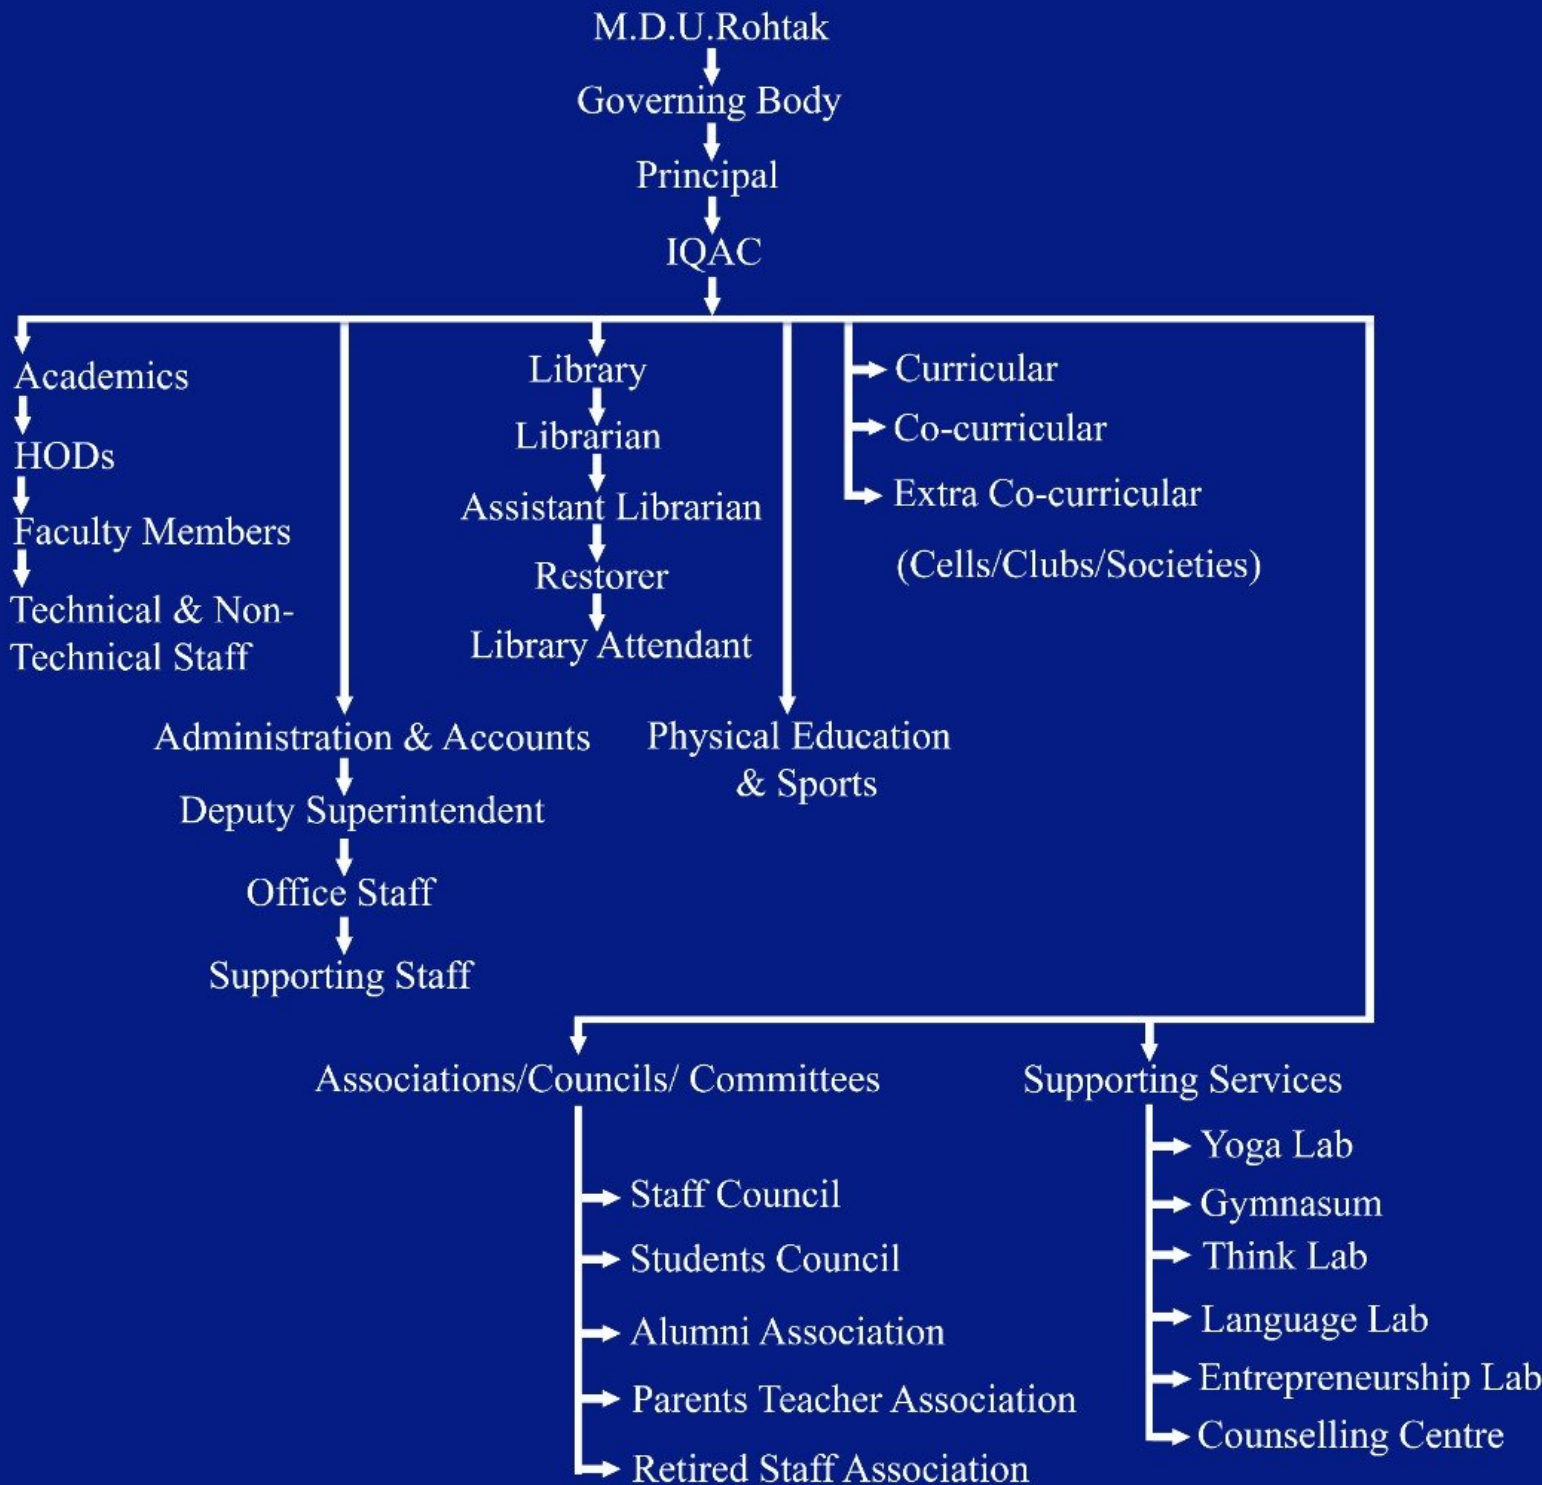 M.D.U.Rohtak
Governing Body
Principal
IQAC
Academics
HODs
Faculty Members
Technical & Non-
Technical Staff
Administration & Accounts
Deputy Superintendent
Office Staff
Supporting Staff
Library
Librarian
Assistant Librarian
Restorer
Library Attendant
Physical Education
& Sports
Curricular
Co-curricular
Extra Co-curricular
(Cells/Clubs/Societies)
Associations/Councils/ Committees
Staff Council
Students Council
Alumni Association
Parents Teacher Association
Retired Staff Association
Supporting Services
Yoga Lab
Gymnasum
Think Lab
Language Lab
Entrepreneurship Lab
Counselling Centre